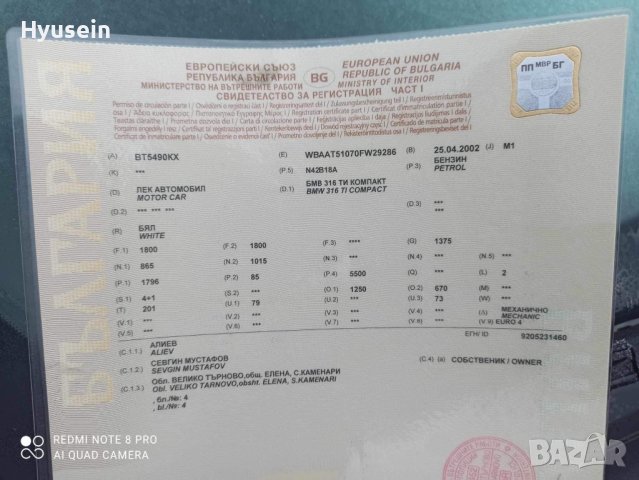 Hyusein
ЕВРОПЕЙСКИ СЪЮЗ
РЕПУБЛИКА БЪЛГАРИЯ
МИНИСТЕРСТВО НА ВЪТРЕШНИТЕ РАБОТИ
BG
EUROPEAN UNION
REPUBLIC OF BULGARIA
MINISTRY OF INTERIOR
СВИДЕТЕЛСТВО ЗА РЕГИСТРАЦИЯ ЧАСТ I
ПП МВР БГ
БЪЛГАРИЯ
(A) BT5490KX (E) WBAAT51070FW29286 (B) 25.04.2002 (J) M1
(K) *** (P.5) N42B18A (P.3) БЕНЗИН
PETROL
(D) ЛЕК АВТОМОБИЛ (D.1) БМВ 316 ТИ КОМПАКТ
MOTOR CAR BMW 316 TI COMPACT
(D.2) *** *** *** (D.3) ***
(R) БЯЛ
WHITE
(F.1) 1800 (F.2) 1800 (F.3) **** (G) 1375
(N.1) 865 (N.2) 1015 (N.3) *** (N.4) *** (N.5) ***
(P.1) 1796 (P.2) 85 (P.4) 5500 (Q) *** (L) 2
(S.1) 4+1 (S.2) *** (O.1) 1250 (O.2) 670 (M) ***
(T) 201 (U.1) 79 (U.2) *** (U.3) 73 (W) ***
МЕХАНИЧНО
MECHANIC
(V.1) *** (V.2) *** (V.3) *** (V.4) ***
(V.5) *** (V.6) *** (V.7) *** (V.8) *** (V.9) EURO 4
(C.1.1.) АЛИЕВ ЕГН/ ID 9205231460
ALIEV
(C.1.2.) СЕВГИН МУСТАФОВ (C.4) (a) СОБСТВЕНИК / OWNER
SEVGIN MUSTAFOV
(C.1.3.) Обл. ВЕЛИКО ТЪРНОВО,общ. ЕЛЕНА, С.КАМЕНАРИ
Obl. VELIKO TARNOVO,obsht. ELENA, S.KAMENARI
, бл./№: 4
, bl./№: 4
REDMI NOTE 8 PRO
AI QUAD CAMERA
bazar